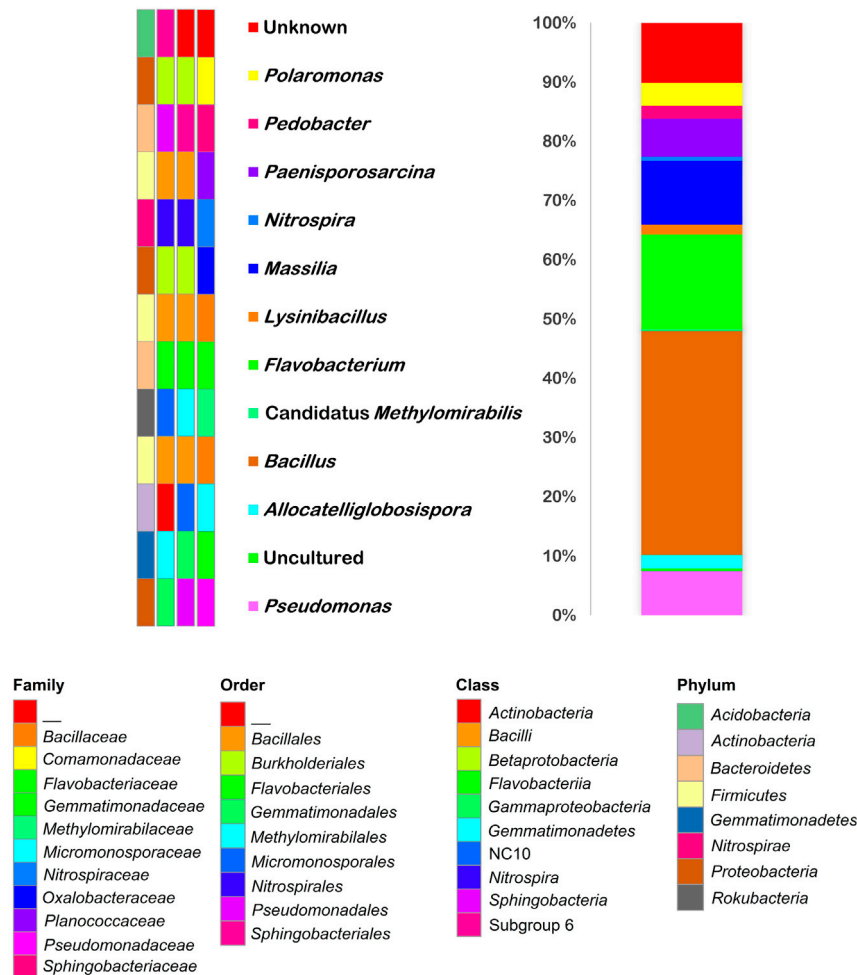 Unknown
Polaromonas
Pedobacter
Paenisporosarcina
Nitrospira
Massilia
Lysinibacillus
Flavobacterium
Candidatus Methylomirabilis
Bacillus
Allocatelliglobosispora
Uncultured
Pseudomonas
100%
90%
80%
70%
60%
50%
40%
30%
20%
10%
0%
Family
__
Bacillaceae
Comamonadaceae
Flavobacteriaceae
Gemmatimonadaceae
Methylomirabilaceae
Micromonosporaceae
Nitrospiraceae
Oxalobacteraceae
Planococcaceae
Pseudomonadaceae
Sphingobacteriaceae
Order
__
Bacillales
Burkholderiales
Flavobacteriales
Gemmatimonadales
Methylomirabilales
Micromonosporales
Nitrospirales
Pseudomonadales
Sphingobacteriales
Class
Actinobacteria
Bacilli
Betaprotobacteria
Flavobacteriia
Gammaproteobacteria
Gemmatimonadetes
NC10
Nitrospira
Sphingobacteria
Subgroup 6
Phylum
Acidobacteria
Actinobacteria
Bacteroidetes
Firmicutes
Gemmatimonadetes
Nitrospirae
Proteobacteria
Rokubacteria